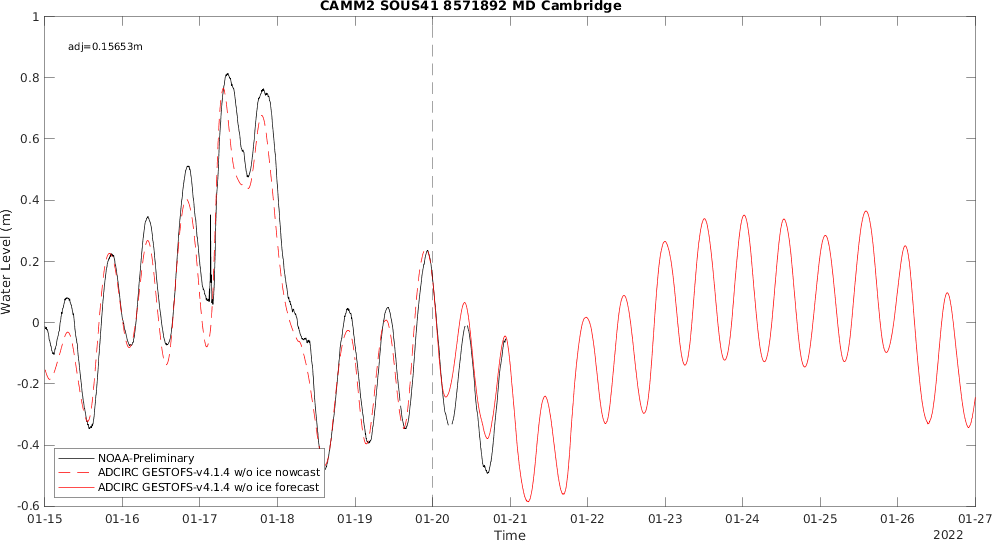 CAMM2 SOUS41 8571892 MD Cambridge
adj=0.15653m
1
0.8
0.6
0.4
0.2
0
-0.2
-0.4
-0.6
Water Level (m)
NOAA-Preliminary
ADCIRC GESTOFS-v4.1.4 w/o ice nowcast
ADCIRC GESTOFS-v4.1.4 w/o ice forecast
01-15 01-16 01-17 01-18 01-19 01-20 01-21 01-22 01-23 01-24 01-25 01-26 01-27
Time
2022